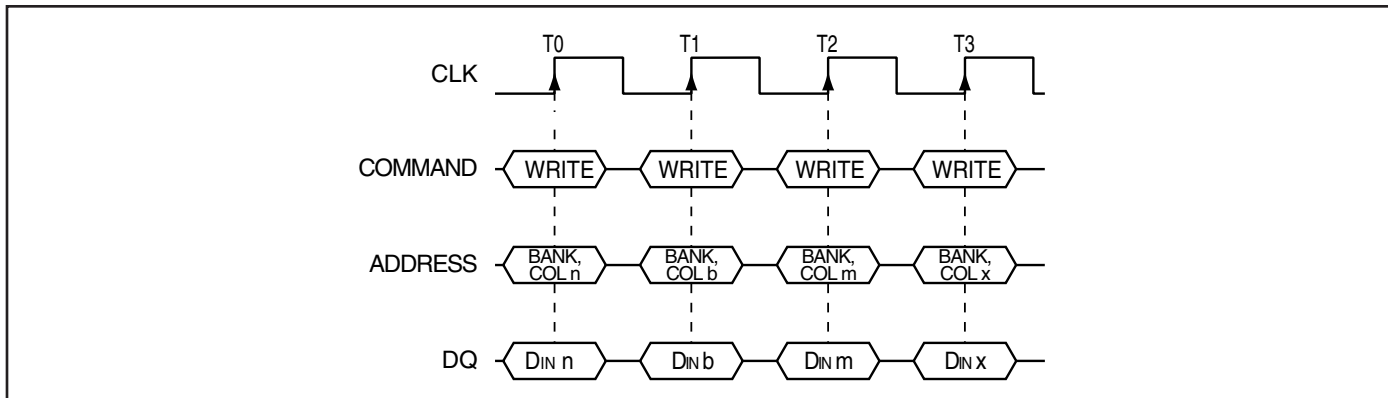 T0 T1 T2 T3
CLK
COMMAND WRITE WRITE WRITE WRITE
ADDRESS BANK, COL n BANK, COL b BANK, COL m BANK, COL x
DQ DIN n DIN b DIN m DIN x